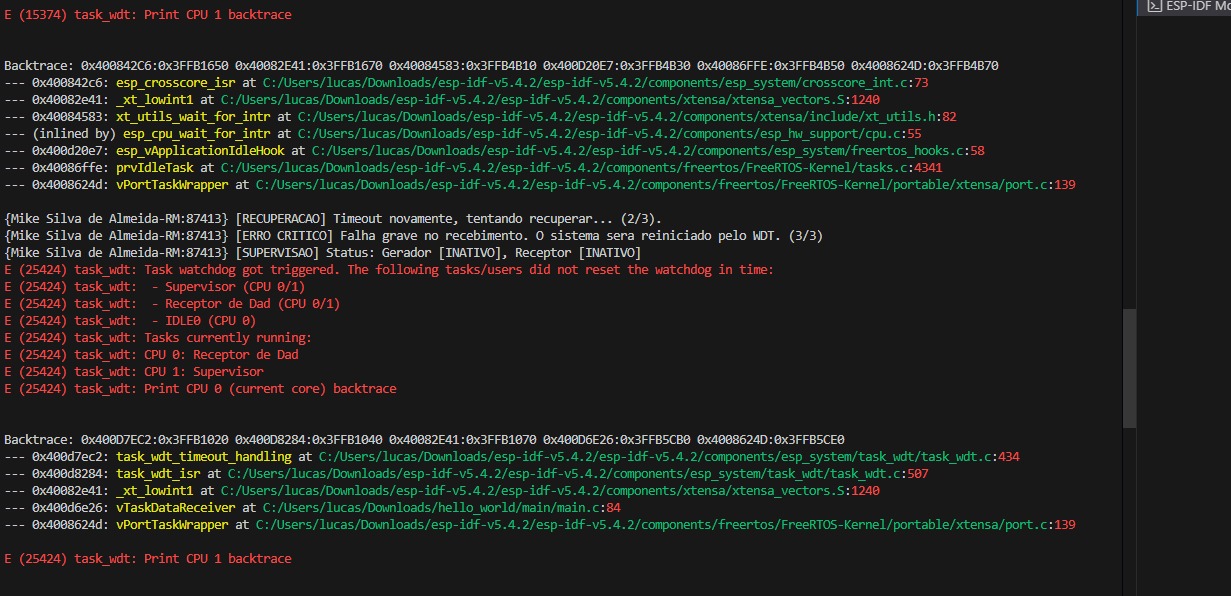 E (15374) task_wdt: Print CPU 1 backtrace
ESP-IDF Mo
Backtrace: 0x400842C6:0x3FFB1650 0x40082E41:0x3FFB1670 0x40084583:0x3FFB4B10 0x400D20E7:0x3FFB4B30 0x40086FFE:0x3FFB4B50 0x4008624D:0x3FFB4B70
--- 0x400842c6: esp_crosscore_isr at C:/Users/lucas/Downloads/esp-idf-v5.4.2/esp-idf-v5.4.2/components/esp_system/crosscore_int.c:73
--- 0x40082e41: _xt_lowint1 at C:/Users/lucas/Downloads/esp-idf-v5.4.2/esp-idf-v5.4.2/components/xtensa/xtensa_vectors.S:1240
--- 0x40084583: xt_utils_wait_for_intr at C:/Users/lucas/Downloads/esp-idf-v5.4.2/esp-idf-v5.4.2/components/xtensa/include/xt_utils.h:82
--- (inlined by) esp_cpu_wait_for_intr at C:/Users/lucas/Downloads/esp-idf-v5.4.2/esp-idf-v5.4.2/components/esp_hw_support/cpu.c:55
--- 0x400d20e7: esp_vApplicationIdleHook at C:/Users/lucas/Downloads/esp-idf-v5.4.2/esp-idf-v5.4.2/components/esp_system/freertos_hooks.c:58
--- 0x40086ffe: prvIdleTask at C:/Users/lucas/Downloads/esp-idf-v5.4.2/esp-idf-v5.4.2/components/freertos/FreeRTOS-Kernel/tasks.c:4341
--- 0x4008624d: vPortTaskWrapper at C:/Users/lucas/Downloads/esp-idf-v5.4.2/esp-idf-v5.4.2/components/freertos/FreeRTOS-Kernel/portable/xtensa/port.c:139
{Mike Silva de Almeida-RM:87413} [RECUPERACAO] Timeout novamente, tentando recuperar... (2/3).
{Mike Silva de Almeida-RM:87413} [ERRO CRITICO] Falha grave no recebimento. O sistema sera reiniciado pelo WDT. (3/3)
{Mike Silva de Almeida-RM:87413} [SUPERVISAO] Status: Gerador [INATIVO], Receptor [INATIVO]
E (25424) task_wdt: Task watchdog got triggered. The following tasks/users did not reset the watchdog in time:
E (25424) task_wdt:  - Supervisor (CPU 0/1)
E (25424) task_wdt:  - Receptor de Dad (CPU 0/1)
E (25424) task_wdt:  - IDLE0 (CPU 0)
E (25424) task_wdt: Tasks currently running:
E (25424) task_wdt: CPU 0: Receptor de Dad
E (25424) task_wdt: CPU 1: Supervisor
E (25424) task_wdt: Print CPU 0 (current core) backtrace
Backtrace: 0x400D7EC2:0x3FFB1020 0x400D8284:0x3FFB1040 0x40082E41:0x3FFB1070 0x400D6E26:0x3FFB5CB0 0x4008624D:0x3FFB5CE0
--- 0x400d7ec2: task_wdt_timeout_handling at C:/Users/lucas/Downloads/esp-idf-v5.4.2/esp-idf-v5.4.2/components/esp_system/task_wdt/task_wdt.c:434
--- 0x400d8284: task_wdt_isr at C:/Users/lucas/Downloads/esp-idf-v5.4.2/esp-idf-v5.4.2/components/esp_system/task_wdt/task_wdt.c:507
--- 0x40082e41: _xt_lowint1 at C:/Users/lucas/Downloads/esp-idf-v5.4.2/esp-idf-v5.4.2/components/xtensa/xtensa_vectors.S:1240
--- 0x400d6e26: vTaskDataReceiver at C:/Users/lucas/Downloads/hello_world/main/main.c:84
--- 0x4008624d: vPortTaskWrapper at C:/Users/lucas/Downloads/esp-idf-v5.4.2/esp-idf-v5.4.2/components/freertos/FreeRTOS-Kernel/portable/xtensa/port.c:139
E (25424) task_wdt: Print CPU 1 backtrace